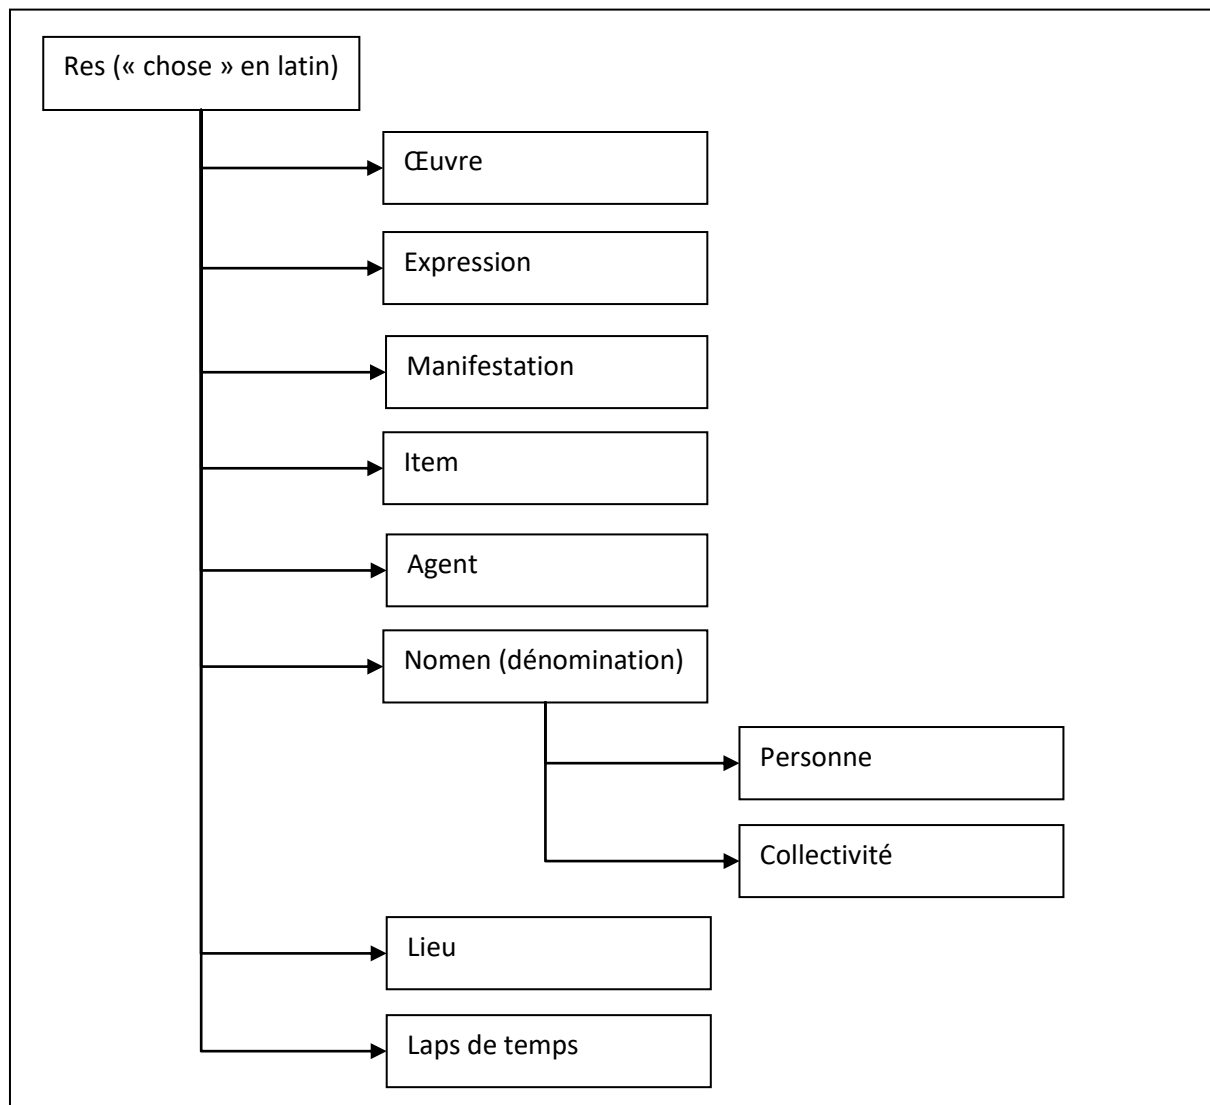 Res (« chose » en latin)
Œuvre
Expression
Manifestation
Item
Agent
Nomen (dénomination)
Personne
Collectivité
Lieu
Laps de temps